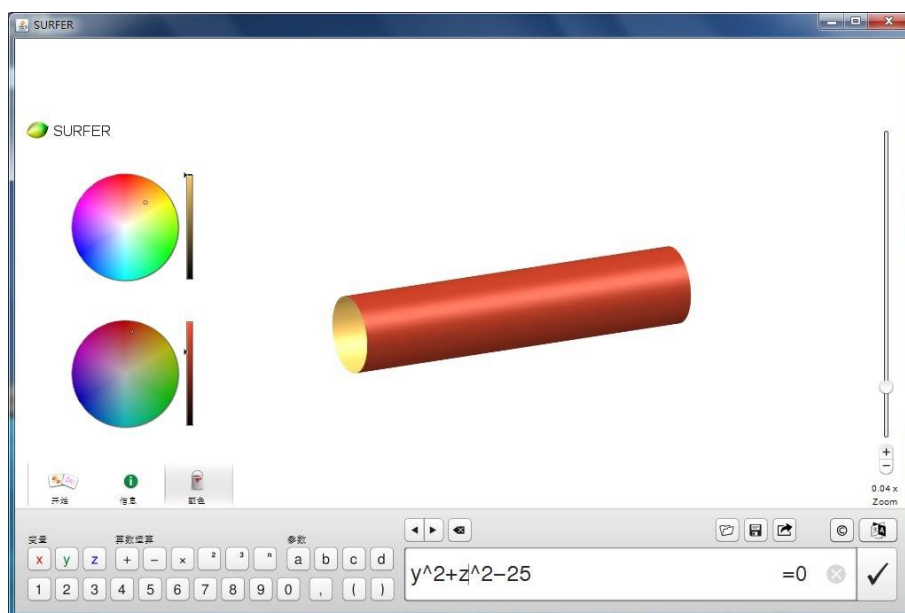 SURFER
SURFER
+
−
0.04 x
Zoom
开始
信息
配色
变量
算数运算
参数
x y z + − × ² ³ ⁿ a b c d
1 2 3 4 5 6 7 8 9 0 , ( )
y^2+z^2−25 =0